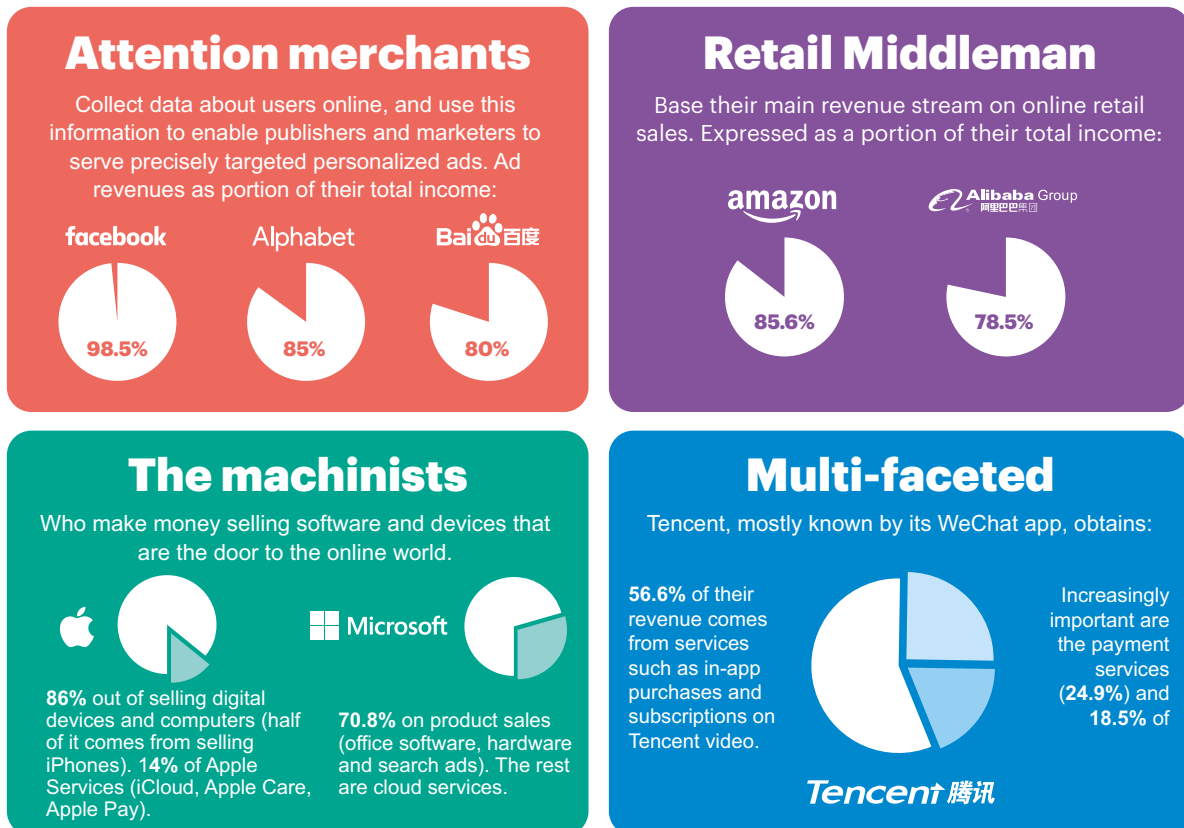 Attention merchants
Collect data about users online, and use this
information to enable publishers and marketers to
serve precisely targeted personalized ads. Ad
revenues as portion of their total income:
facebook
Alphabet
Bai du 百度
98.5%
85%
80%
Retail Middleman
Base their main revenue stream on online retail
sales. Expressed as a portion of their total income:
amazon
Alibaba Group
阿里巴巴集团
85.6%
78.5%
The machinists
Who make money selling software and devices that
are the door to the online world.
Microsoft
86% out of selling digital
devices and computers (half
of it comes from selling
iPhones). 14% of Apple
Services (iCloud, Apple Care,
Apple Pay).
70.8% on product sales
(office software, hardware
and search ads). The rest
are cloud services.
Multi-faceted
Tencent, mostly known by its WeChat app, obtains:
56.6% of their
revenue comes
from services
such as in-app
purchases and
subscriptions on
Tencent video.
Increasingly
important are
the payment
services
(24.9%) and
18.5% of
Tencent 腾讯